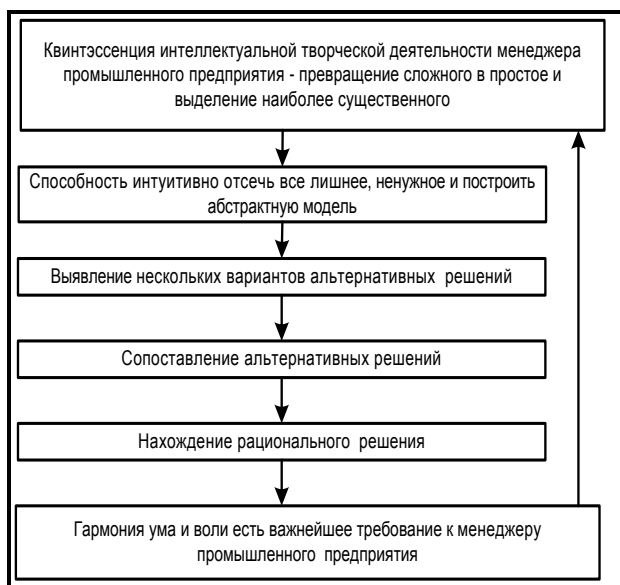 Квинтэссенция интеллектуальной творческой деятельности менеджера
промышленного предприятия - превращение сложного в простое и
выделение наиболее существенного
Способность интуитивно отсечь все лишнее, ненужное и построить
абстрактную модель
Выявление нескольких вариантов альтернативных решений
Сопоставление альтернативных решений
Нахождение рационального решения
Гармония ума и воли есть важнейшее требование к менеджеру
промышленного предприятия